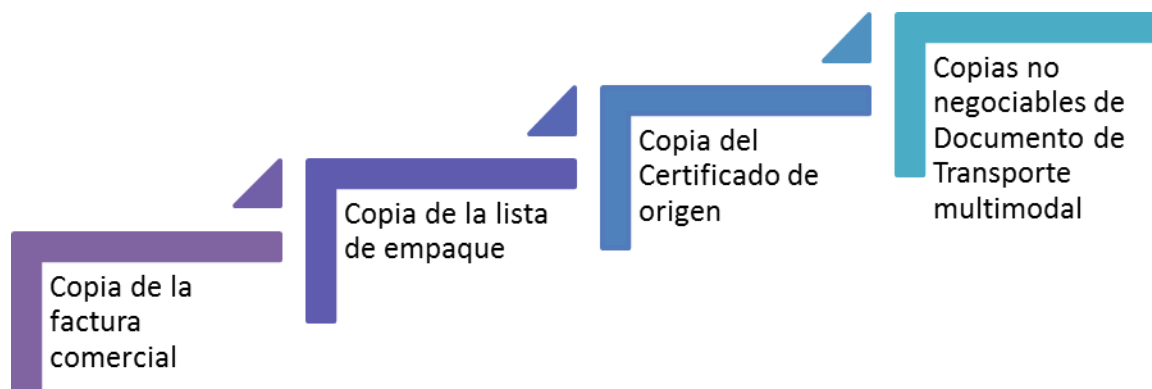 Copia de la
factura
comercial
Copia de la lista
de empaque
Copia del
Certificado de
origen
Copias no
negociables de
Documento de
Transporte
multimodal